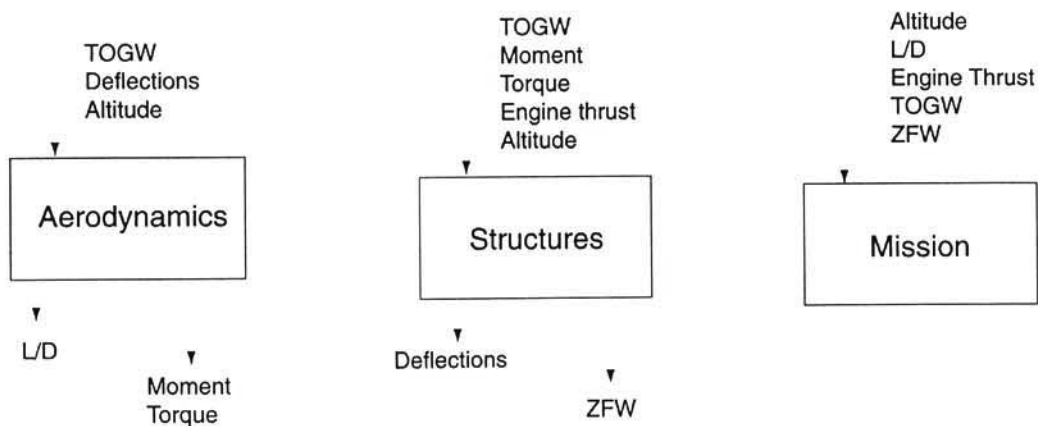 TOGW
Deflections
Altitude
Aerodynamics
L/D
Moment
Torque
TOGW
Moment
Torque
Engine thrust
Altitude
Structures
Deflections
ZFW
Altitude
L/D
Engine Thrust
TOGW
ZFW
Mission